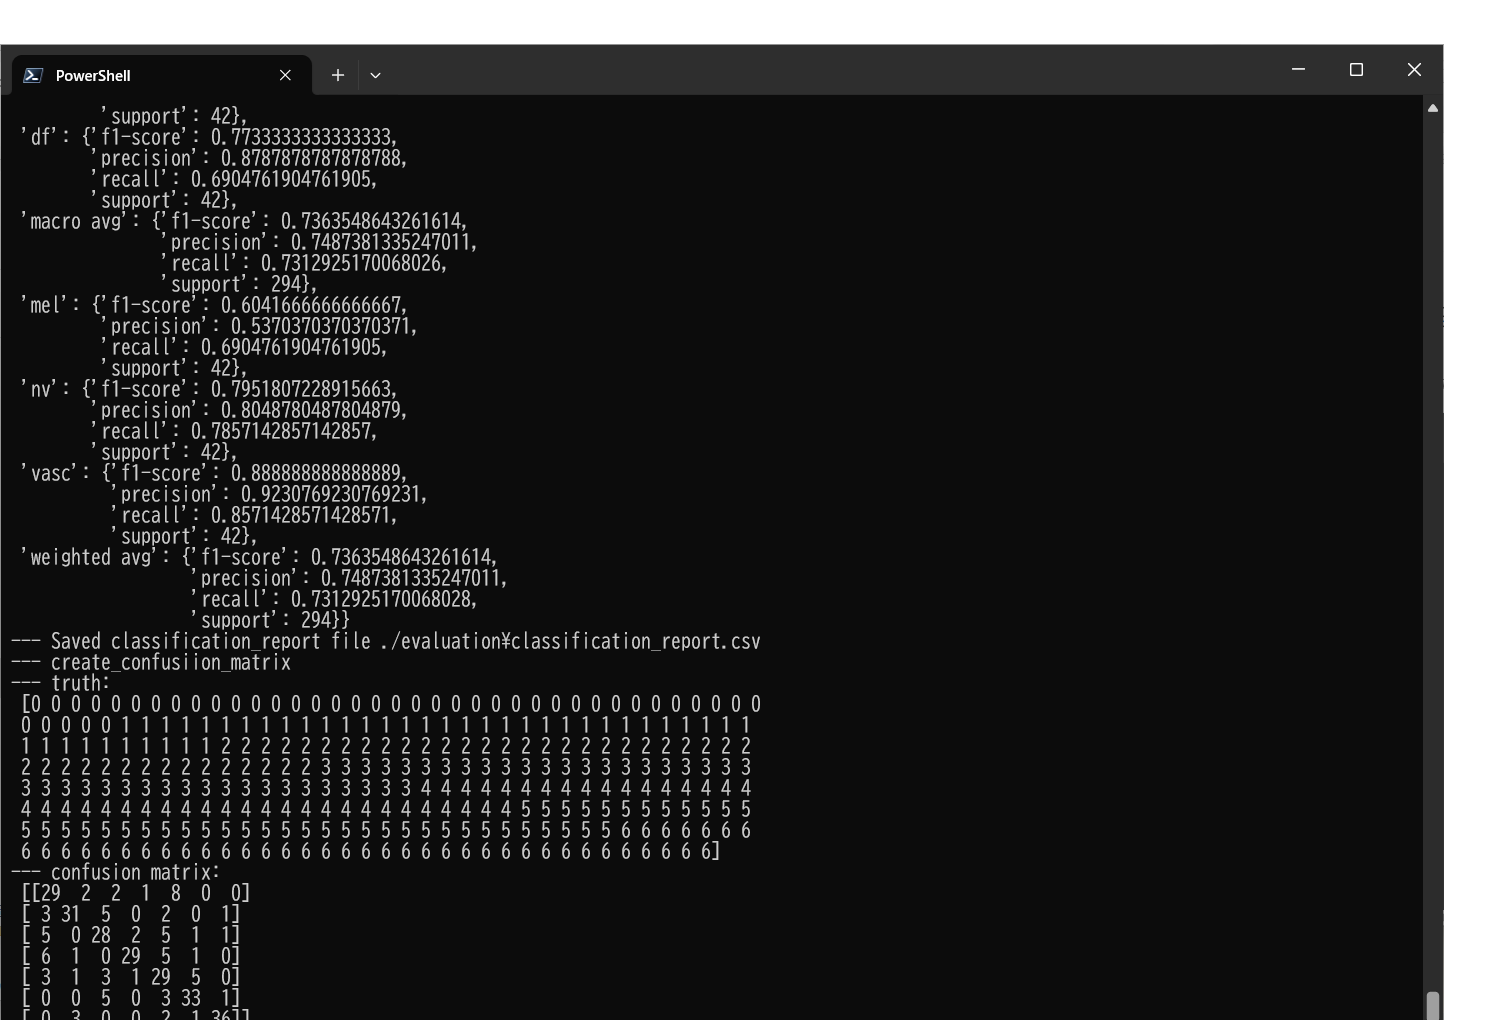 'support': 42},
'df': {'f1-score': 0.7733333333333333,
'precision': 0.8787878787878788,
'recall': 0.6904761904761905,
'support': 42},
'macro avg': {'f1-score': 0.7363548643261614,
'precision': 0.7487381335247011,
'recall': 0.7312925170068026,
'support': 294},
'mel': {'f1-score': 0.6041666666666667,
'precision': 0.5370370370370371,
'recall': 0.6904761904761905,
'support': 42},
'nv': {'f1-score': 0.7951807228915663,
'precision': 0.8048780487804879,
'recall': 0.7857142857142857,
'support': 42},
'vasc': {'f1-score': 0.888888888888889,
'precision': 0.9230769230769231,
'recall': 0.8571428571428571,
'support': 42},
'weighted avg': {'f1-score': 0.7363548643261614,
'precision': 0.7487381335247011,
'recall': 0.7312925170068028,
'support': 294}}
--- Saved classification_report file ./evaluation¥classification_report.csv
--- create_confusiion_matrix
--- truth:
[0 0 0 0 0 0 0 0 0 0 0 0 0 0 0 0 0 0 0 0 0 0 0 0 0 0 0 0 0 0 0 0 0 0 0 0 0
0 0 0 0 0 1 1 1 1 1 1 1 1 1 1 1 1 1 1 1 1 1 1 1 1 1 1 1 1 1 1 1 1 1 1 1 1
1 1 1 1 1 1 1 1 1 1 2 2 2 2 2 2 2 2 2 2 2 2 2 2 2 2 2 2 2 2 2 2 2 2 2 2 2
2 2 2 2 2 2 2 2 2 2 2 2 2 2 2 3 3 3 3 3 3 3 3 3 3 3 3 3 3 3 3 3 3 3 3 3 3
3 3 3 3 3 3 3 3 3 3 3 3 3 3 3 3 3 3 3 3 4 4 4 4 4 4 4 4 4 4 4 4 4 4 4 4 4
4 4 4 4 4 4 4 4 4 4 4 4 4 4 4 4 4 4 4 4 4 4 4 4 4 5 5 5 5 5 5 5 5 5 5 5 5
5 5 5 5 5 5 5 5 5 5 5 5 5 5 5 5 5 5 5 5 5 5 5 5 5 5 5 5 5 5 6 6 6 6 6 6 6
6 6 6 6 6 6 6 6 6 6 6 6 6 6 6 6 6 6 6 6 6 6 6 6 6 6 6 6 6 6 6 6 6 6 6]
--- confusion matrix:
[[29  2  2  1  8  0  0]
[ 3 31  5  0  2  0  1]
[ 5  0 28  2  5  1  1]
[ 6  1  0 29  5  1  0]
[ 3  1  3  1 29  5  0]
[ 0  0  5  0  3 33  1]
[ 0  3  0  0  2  1 36]]
PowerShell